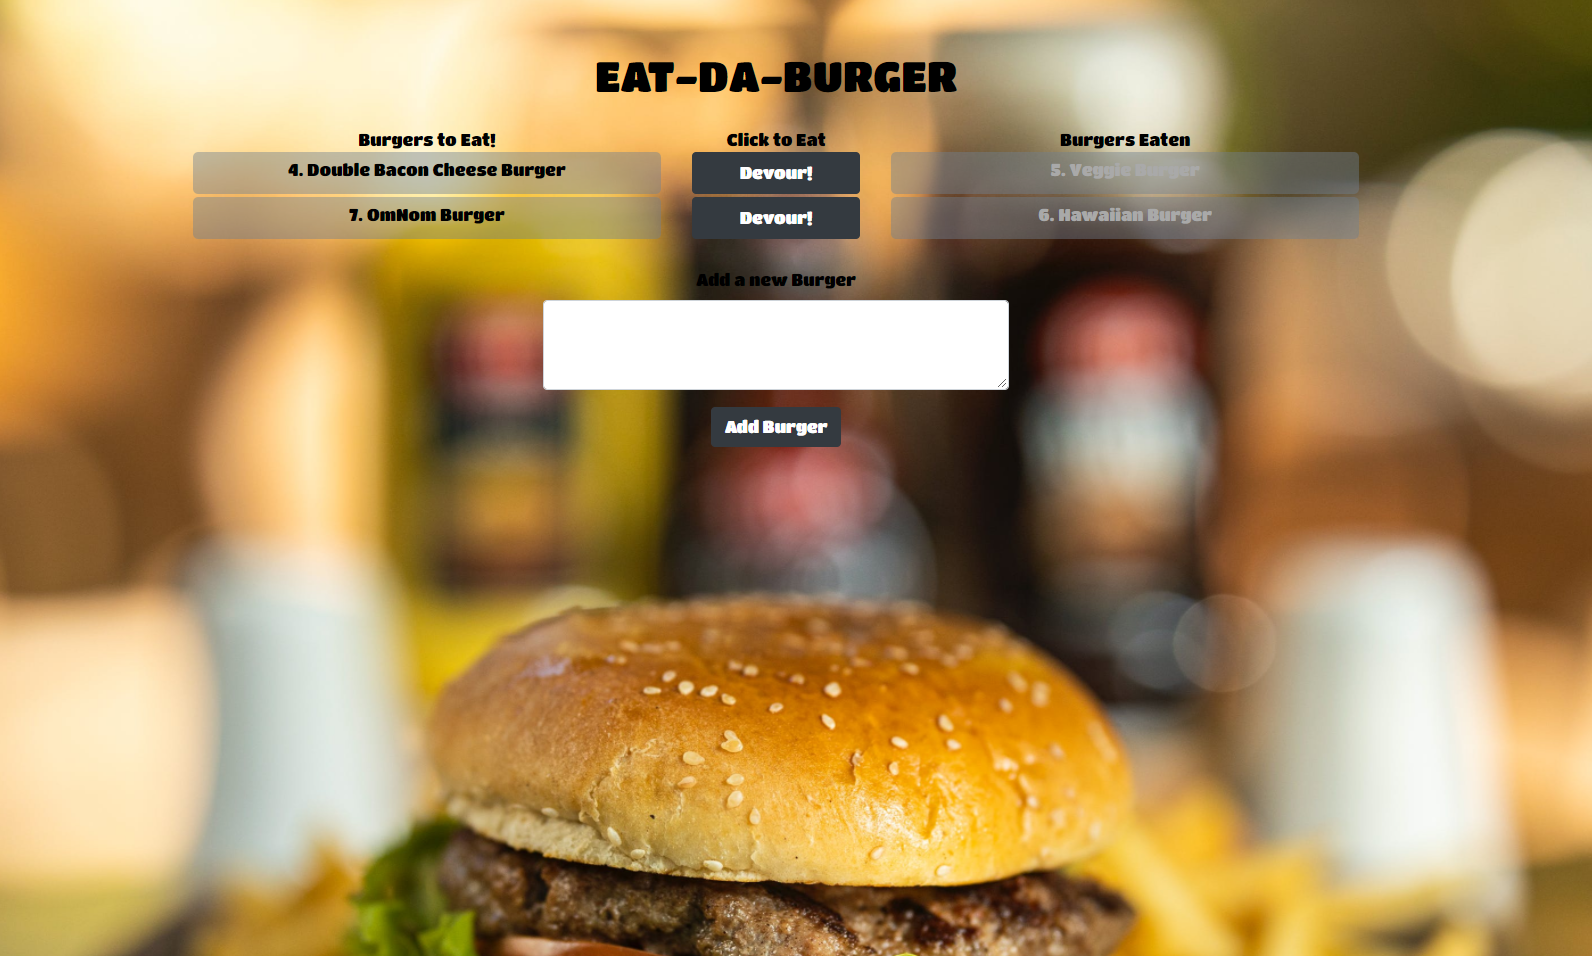 EAT-DA-BURGER
Burgers to Eat!
Click to Eat
Burgers Eaten
4. Double Bacon Cheese Burger
Devour!
5. Veggie Burger
7. OmNom Burger
Devour!
6. Hawaiian Burger
Add a new Burger
Add Burger